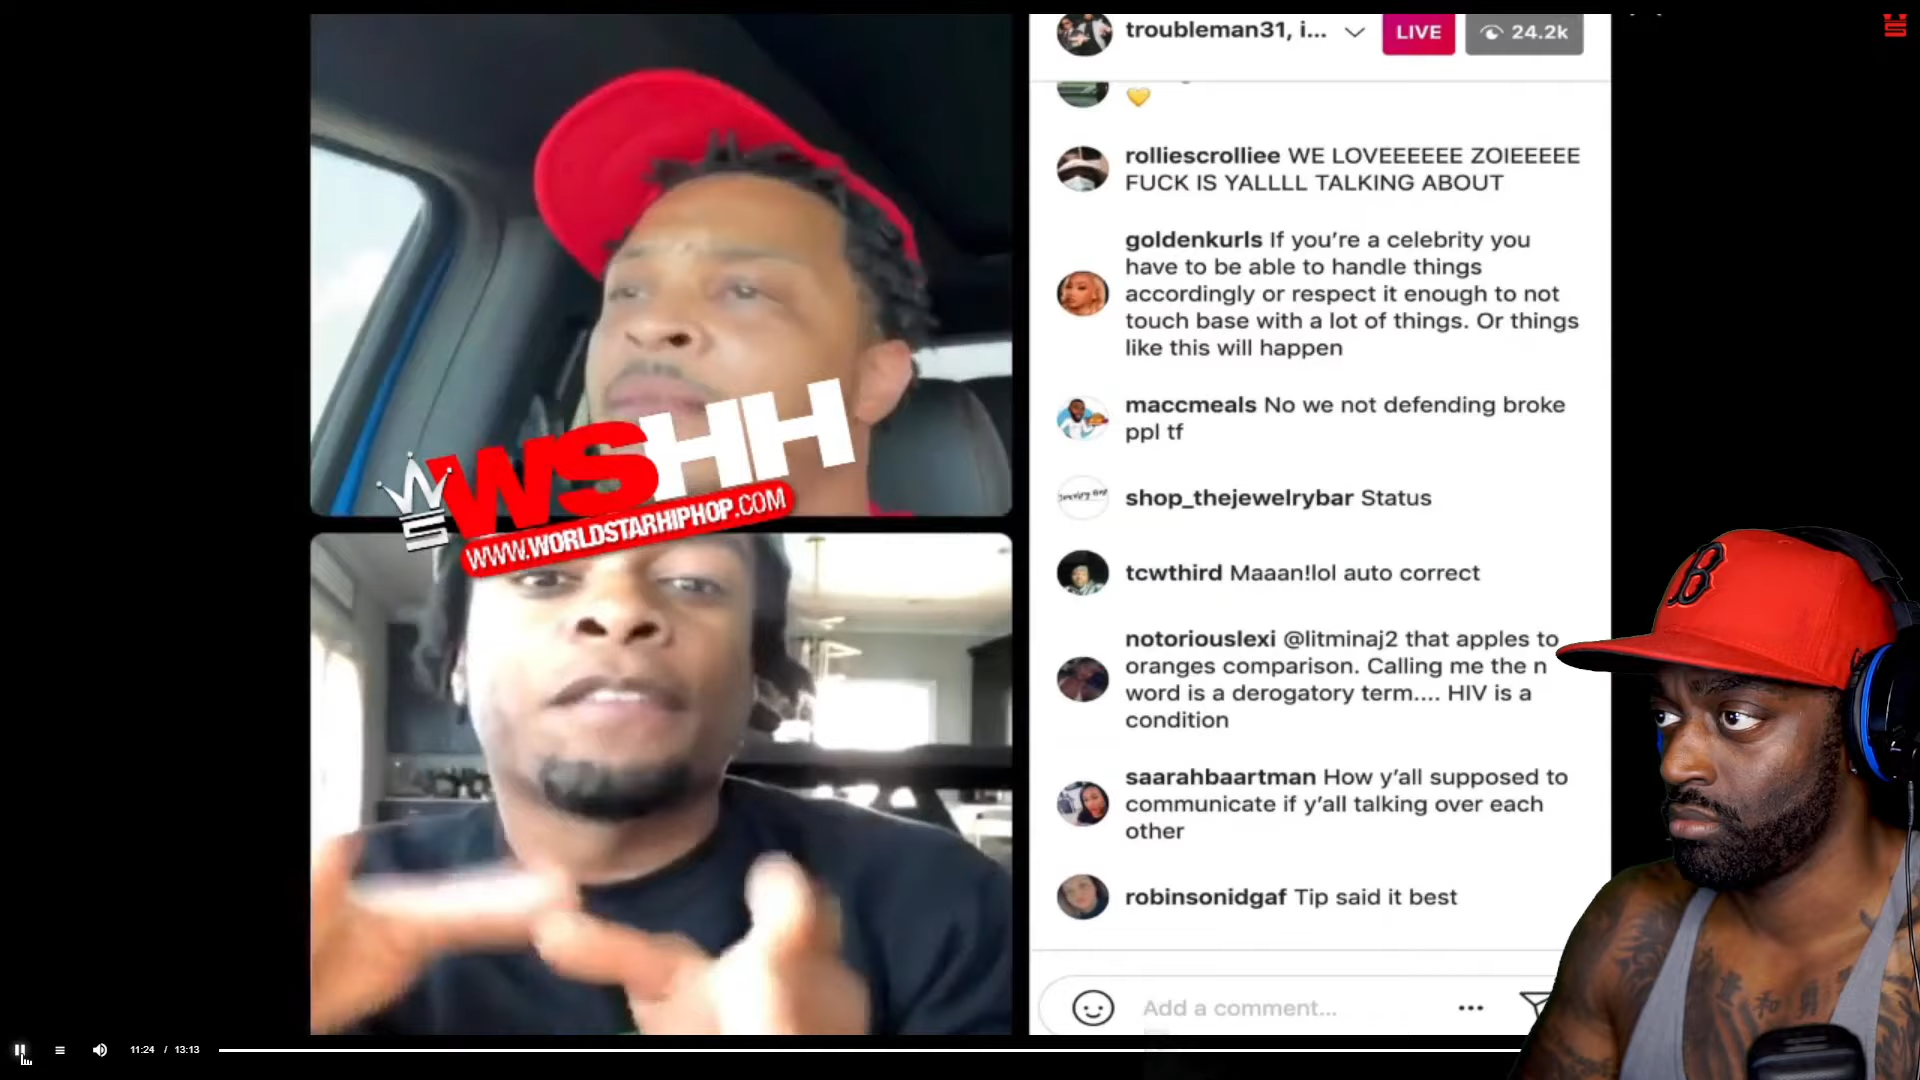 troubleman31, i...
LIVE
24.2k
rolliescrolliee WE LOVEEEEEE ZOIEEEEE
FUCK IS YALLLL TALKING ABOUT
goldenkurls If you’re a celebrity you
have to be able to handle things
accordingly or respect it enough to not
touch base with a lot of things. Or things
like this will happen
maccmeals No we not defending broke
ppl tf
shop_thejewelrybar Status
tcwthird Maaan!lol auto correct
notoriouslexi @litminaj2 that apples to
oranges comparison. Calling me the n
word is a derogatory term.... HIV is a
condition
saarahbaartman How y’all supposed to
communicate if y’all talking over each
other
robinsonidgaf Tip said it best
Add a comment...
WSHH
WWW.WORLDSTARHIPHOP.COM
B
11:24 / 13:13